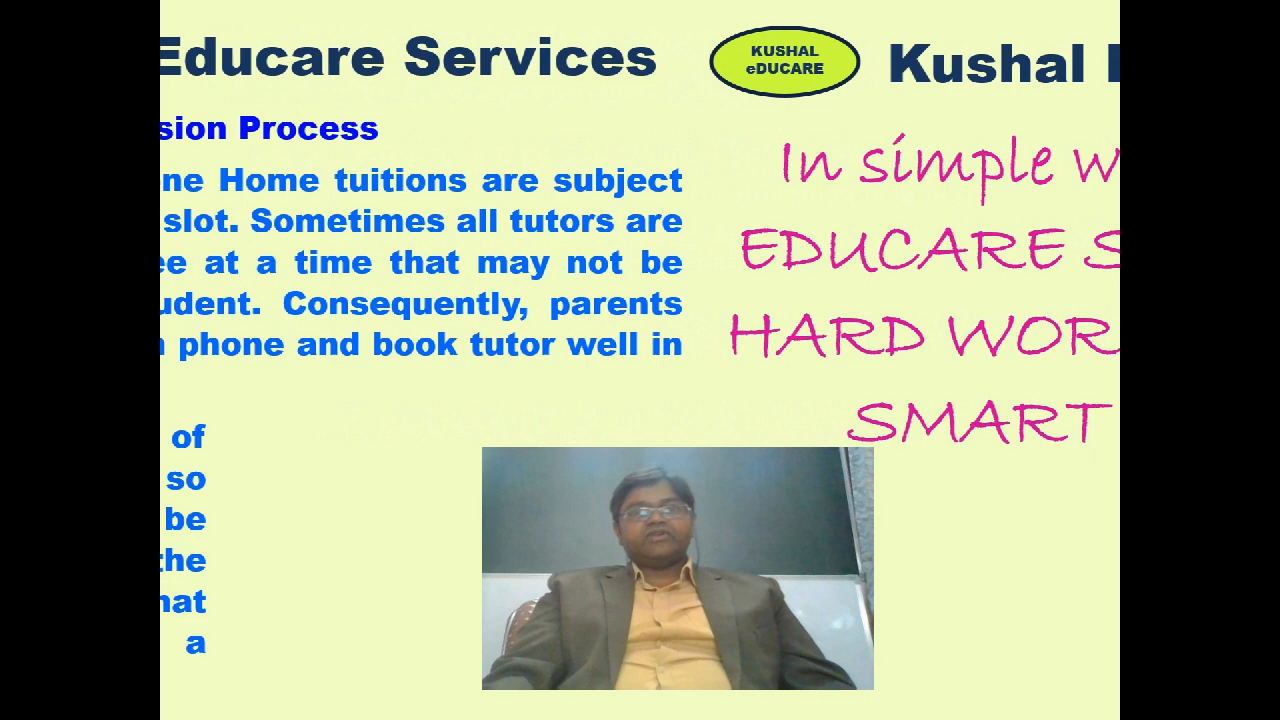 Educare Services
sion Process
ne Home tuitions are subject
slot. Sometimes all tutors are
ee at a time that may not be
udent. Consequently, parents
phone and book tutor well in
of
so
be
the
hat
a
KUSHAL
eDUCARE
Kushal
In simple w
EDUCARE S
HARD WOR
SMART